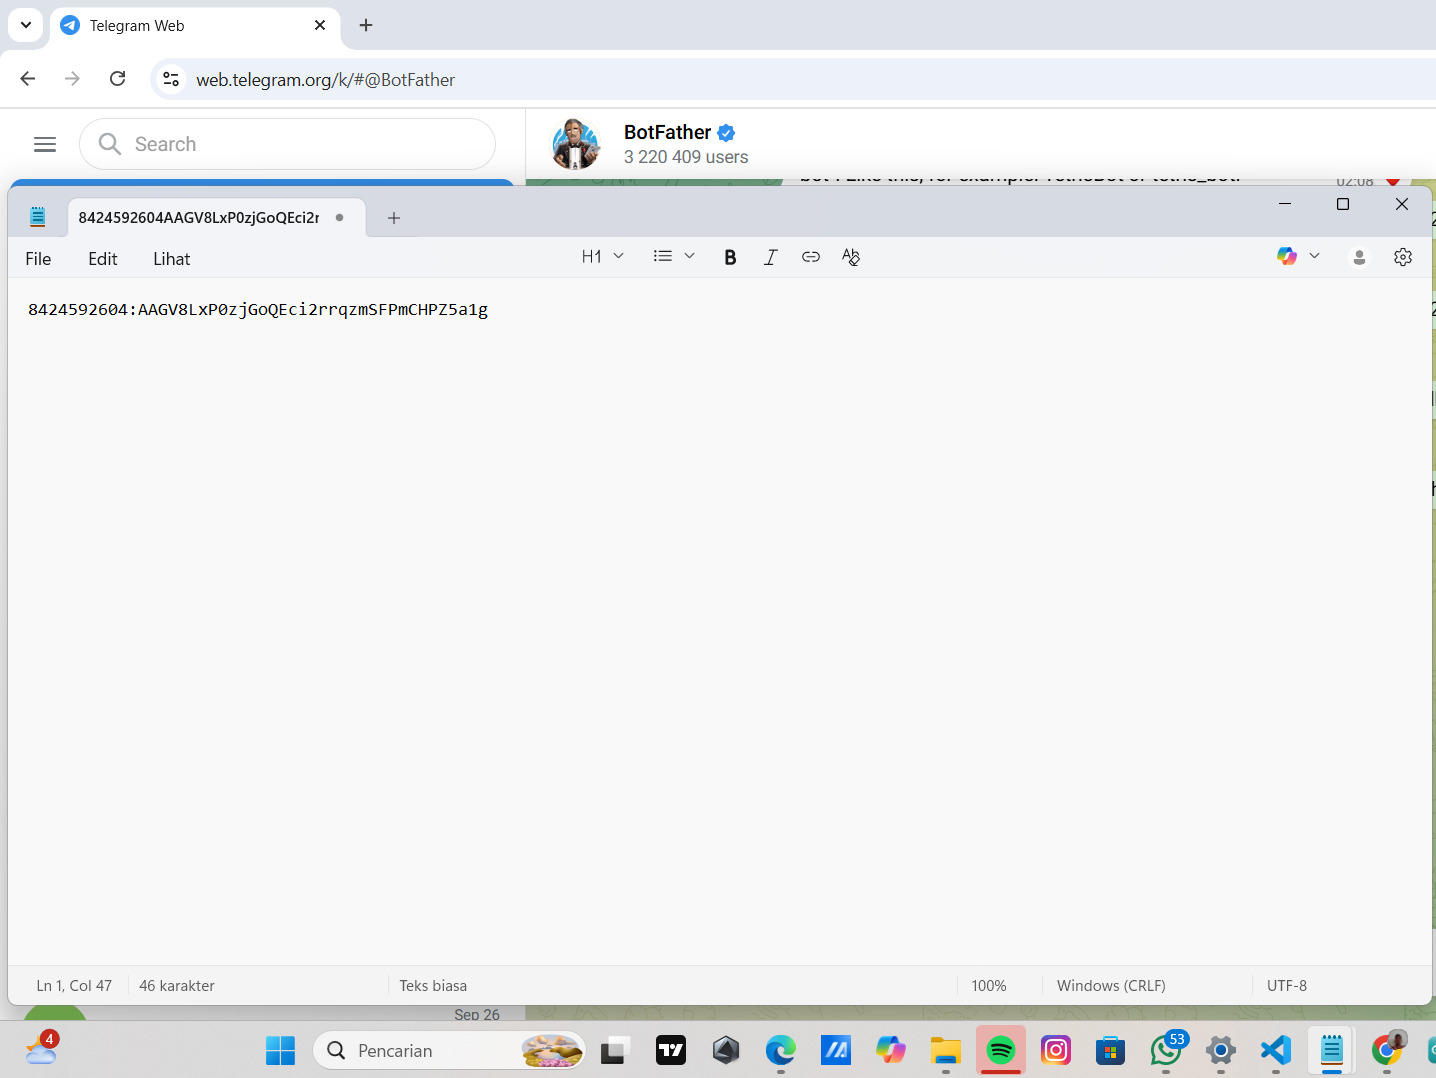 Telegram Web
web.telegram.org/k/#@BotFather
Search
BotFather
3 220 409 users
02:08
8424592604AAGV8LxP0zjGoQEci2r
File
Edit
Lihat
H1
8424592604:AAGV8LxP0zjGoQEci2rrqzmSFPmCHPZ5a1g
Ln 1, Col 47
46 karakter
Teks biasa
100%
Windows (CRLF)
UTF-8
Sep 26
4
Pencarian
53